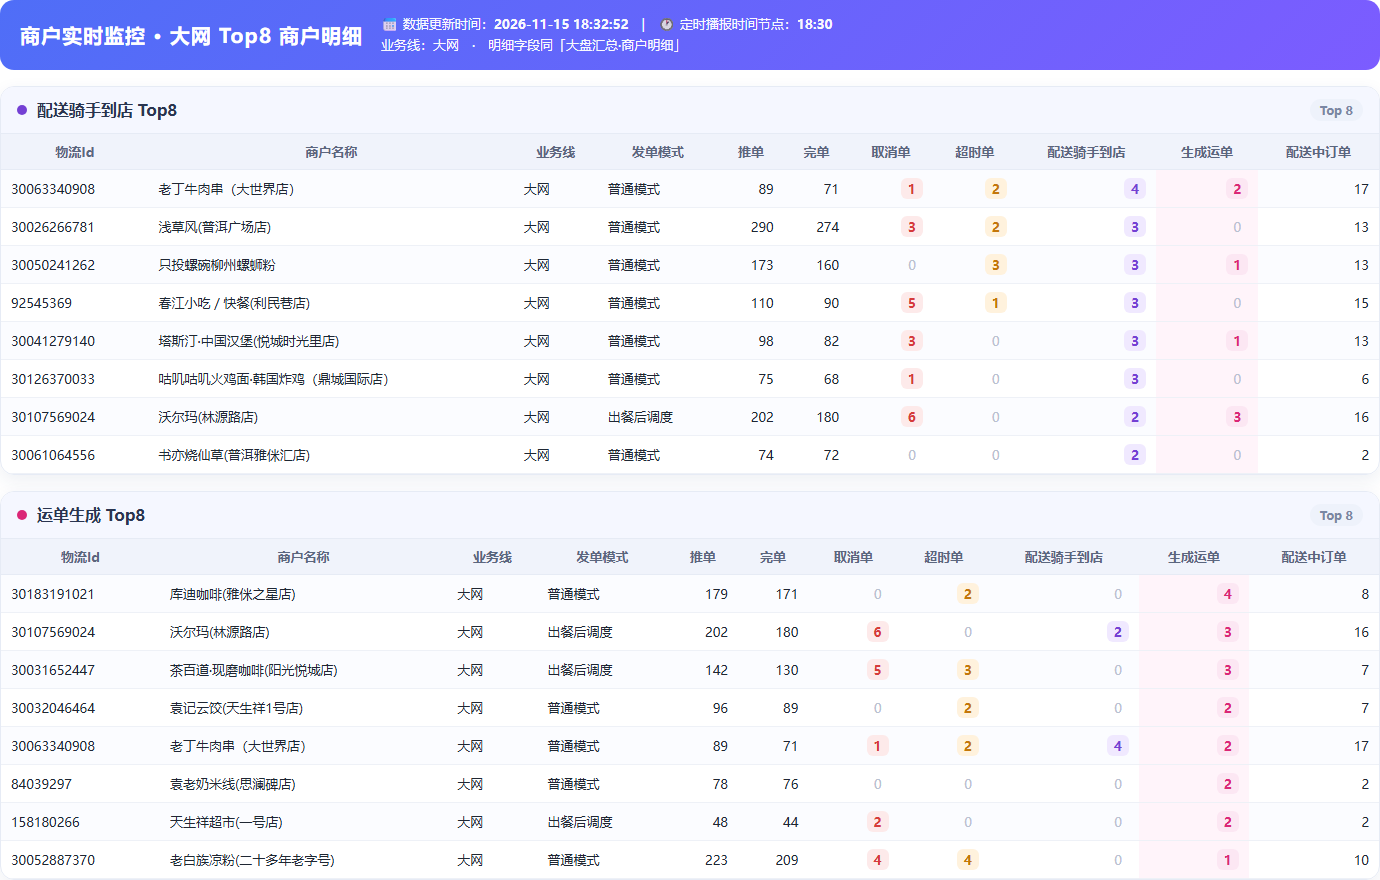 商户实时监控 • 大网 Top8 商户明细
数据更新时间：2026-11-15 18:32:52 | 定时播报时间节点：18:30
业务线：大网 · 明细字段同「大盘汇总·商户明细」
配送骑手到店 Top8 Top 8
物流Id 商户名称 业务线 发单模式 推单 完单 取消单 超时单 配送骑手到店 生成运单 配送中订单
30063340908 老丁牛肉串（大世界店） 大网 普通模式 89 71 1 2 4 2 17
30026266781 浅草风(普洱广场店) 大网 普通模式 290 274 3 2 3 0 13
30050241262 只投螺碗柳州螺蛳粉 大网 普通模式 173 160 0 3 3 1 13
92545369 春江小吃 / 快餐(利民巷店) 大网 普通模式 110 90 5 1 3 0 15
30041279140 塔斯汀·中国汉堡(悦城时光里店) 大网 普通模式 98 82 3 0 3 1 13
30126370033 咕叽咕叽火鸡面·韩国炸鸡（鼎城国际店） 大网 普通模式 75 68 1 0 3 0 6
30107569024 沃尔玛(林源路店) 大网 出餐后调度 202 180 6 0 2 3 16
30061064556 书亦烧仙草(普洱雅侎汇店) 大网 普通模式 74 72 0 0 2 0 2
运单生成 Top8 Top 8
物流Id 商户名称 业务线 发单模式 推单 完单 取消单 超时单 配送骑手到店 生成运单 配送中订单
30183191021 库迪咖啡(雅侎之星店) 大网 普通模式 179 171 0 2 0 4 8
30107569024 沃尔玛(林源路店) 大网 出餐后调度 202 180 6 0 2 3 16
30031652447 茶百道·现磨咖啡(阳光悦城店) 大网 出餐后调度 142 130 5 3 0 3 7
30032046464 袁记云饺(天生祥1号店) 大网 普通模式 96 89 0 2 0 2 7
30063340908 老丁牛肉串（大世界店） 大网 普通模式 89 71 1 2 4 2 17
84039297 袁老奶米线(思澜碑店) 大网 普通模式 78 76 0 0 0 2 2
158180266 天生祥超市(一号店) 大网 出餐后调度 48 44 2 0 0 2 2
30052887370 老白族凉粉(二十多年老字号) 大网 普通模式 223 209 4 4 0 1 10